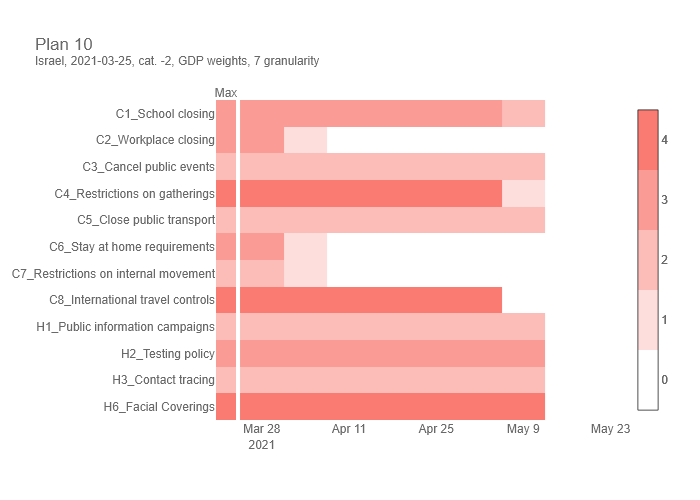 Plan 10
Israel, 2021-03-25, cat. -2, GDP weights, 7 granularity
Max
C1_School closing
C2_Workplace closing
C3_Cancel public events
C4_Restrictions on gatherings
C5_Close public transport
C6_Stay at home requirements
C7_Restrictions on internal movement
C8_International travel controls
H1_Public information campaigns
H2_Testing policy
H3_Contact tracing
H6_Facial Coverings
Mar 28 Apr 11 Apr 25 May 9 May 23
2021
4
3
2
1
0